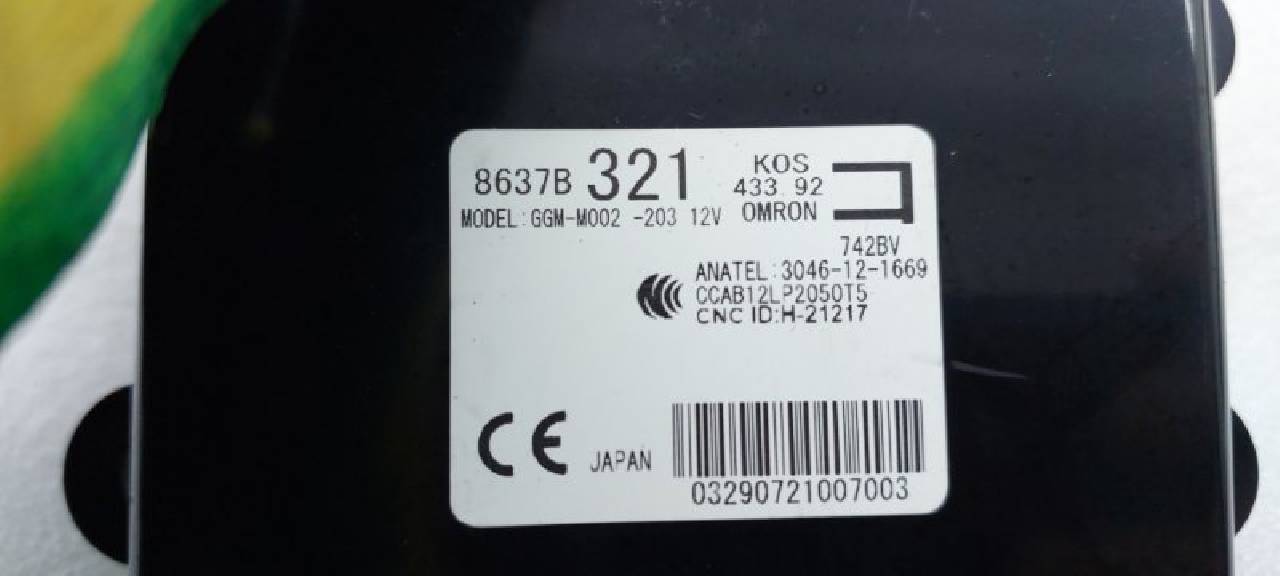 8637B 321
KOS
433.92
MODEL:GGM-M002 -203 12V
OMRON
742BV
ANATEL:3046-12-1669
CCAB12LP2050T5
CNC ID:H-21217
CE
JAPAN
03290721007003